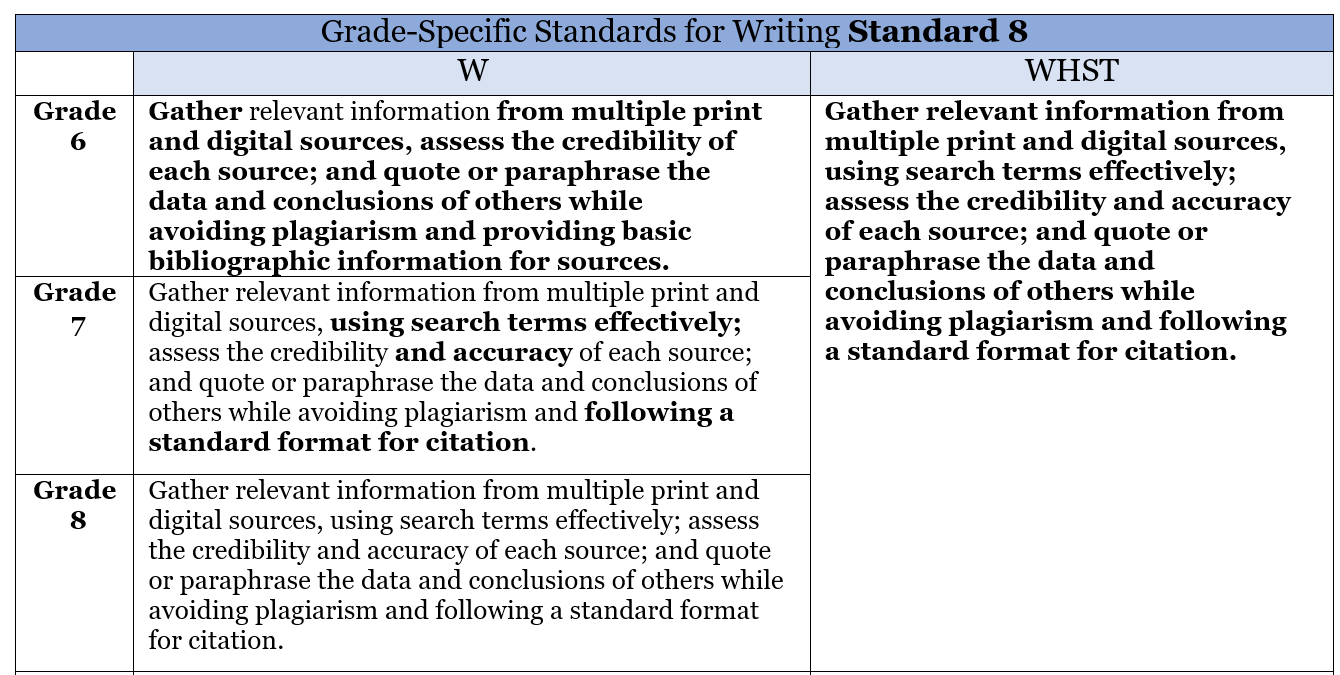 Grade-Specific Standards for Writing Standard 8
W
WHST
Grade
6
Gather relevant information from multiple print
and digital sources, assess the credibility of
each source; and quote or paraphrase the
data and conclusions of others while
avoiding plagiarism and providing basic
bibliographic information for sources.
Gather relevant information from
multiple print and digital sources,
using search terms effectively;
assess the credibility and accuracy
of each source; and quote or
paraphrase the data and
conclusions of others while
avoiding plagiarism and following
a standard format for citation.
Grade
7
Gather relevant information from multiple print and
digital sources, using search terms effectively;
assess the credibility and accuracy of each source;
and quote or paraphrase the data and conclusions of
others while avoiding plagiarism and following a
standard format for citation.
Grade
8
Gather relevant information from multiple print and
digital sources, using search terms effectively; assess
the credibility and accuracy of each source; and quote
or paraphrase the data and conclusions of others while
avoiding plagiarism and following a standard format
for citation.